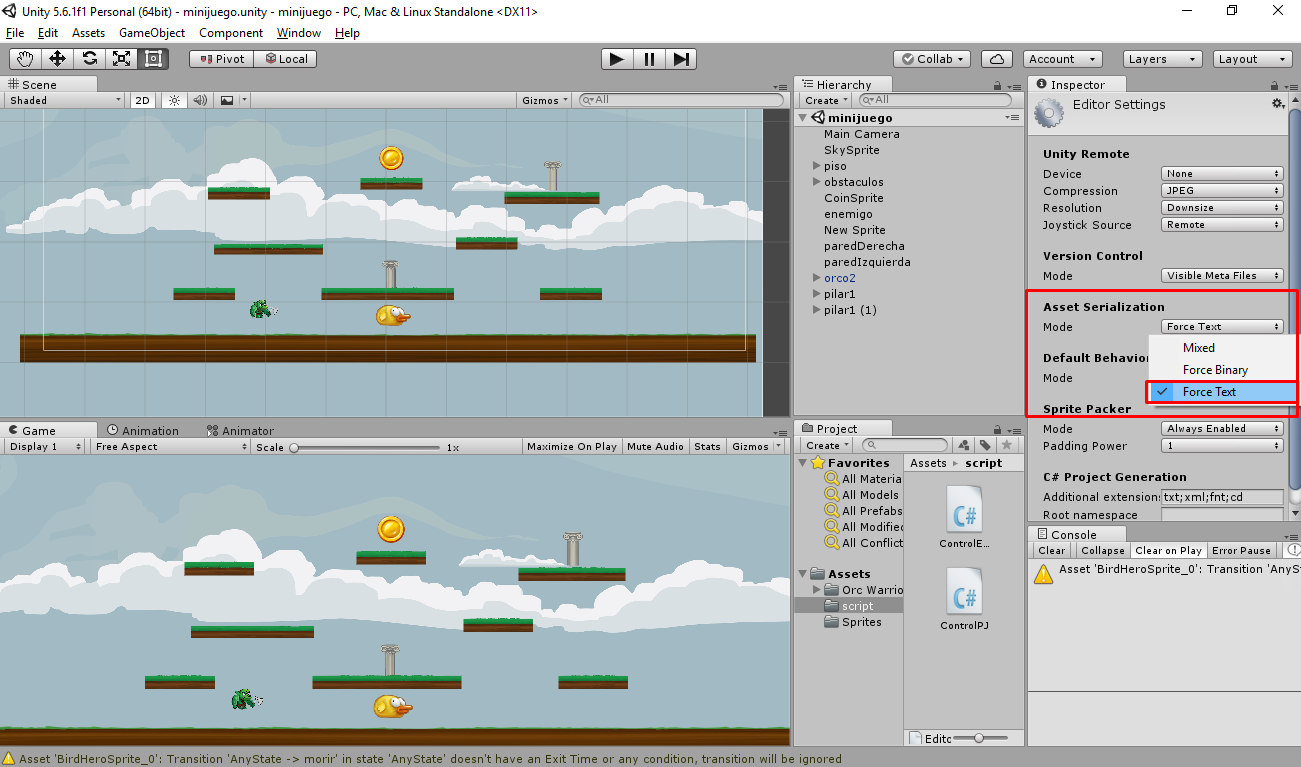 Unity 5.6.1f1 Personal (64bit) - minijuego.unity - minijuego - PC, Mac & Linux Standalone <DX11>
File Edit Assets GameObject Component Window Help
Pivot Local Collab Account Layers Layout
Scene
Shaded 2D Gizmos All
Hierarchy
Create All
minijuego
Main Camera
SkySprite
piso
obstaculos
CoinSprite
enemigo
New Sprite
paredDerecha
paredIzquierda
orco2
pilar1
pilar1 (1)
Inspector
Editor Settings
Unity Remote
Device None
Compression JPEG
Resolution Downsize
Joystick Source Remote
Version Control
Mode Visible Meta Files
Asset Serialization
Mode Force Text
Mixed
Force Binary
Force Text
Default Behavior
Mode
Sprite Packer
Mode Always Enabled
Padding Power 1
C# Project Generation
Additional extensions txt;xml;fnt;cd
Root namespace
Game Animation Animator
Display 1 Free Aspect Scale 1x Maximize On Play Mute Audio Stats Gizmos
Project
Create
Favorites
All Materia
All Models
All Prefabs
All Modified
All Conflict
Assets
Orc Warrio
script
Sprites
Assets script
C#
ControlE...
C#
ControlPJ
Edito
Console
Clear Collapse Clear on Play Error Pause
Asset 'BirdHeroSprite_0': Transition 'AnySt
Asset 'BirdHeroSprite_0': Transition 'AnyState -> morir' in state 'AnyState' doesn't have an Exit Time or any condition, transition will be ignored